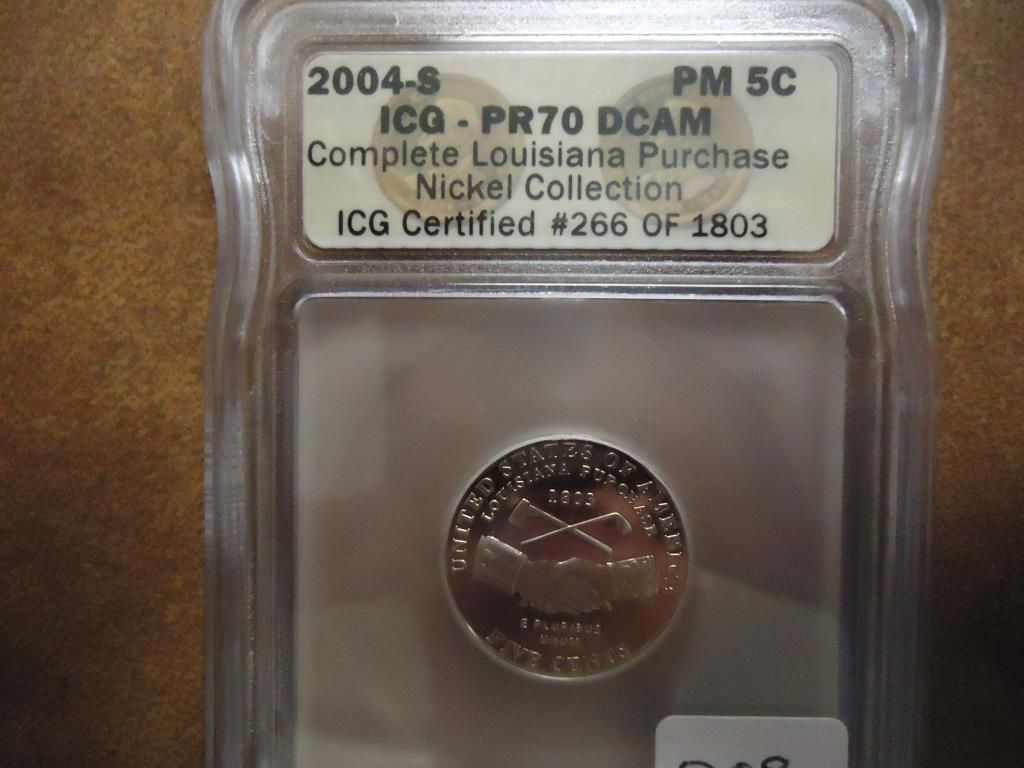 2004-S PM 5C
ICG - PR70 DCAM
Complete Louisiana Purchase
Nickel Collection
ICG Certified #266 OF 1803
UNITED STATES OF AMERICA
LOUISIANA PURCHASE
1803
E PLURIBUS
UNUM
FIVE CENTS